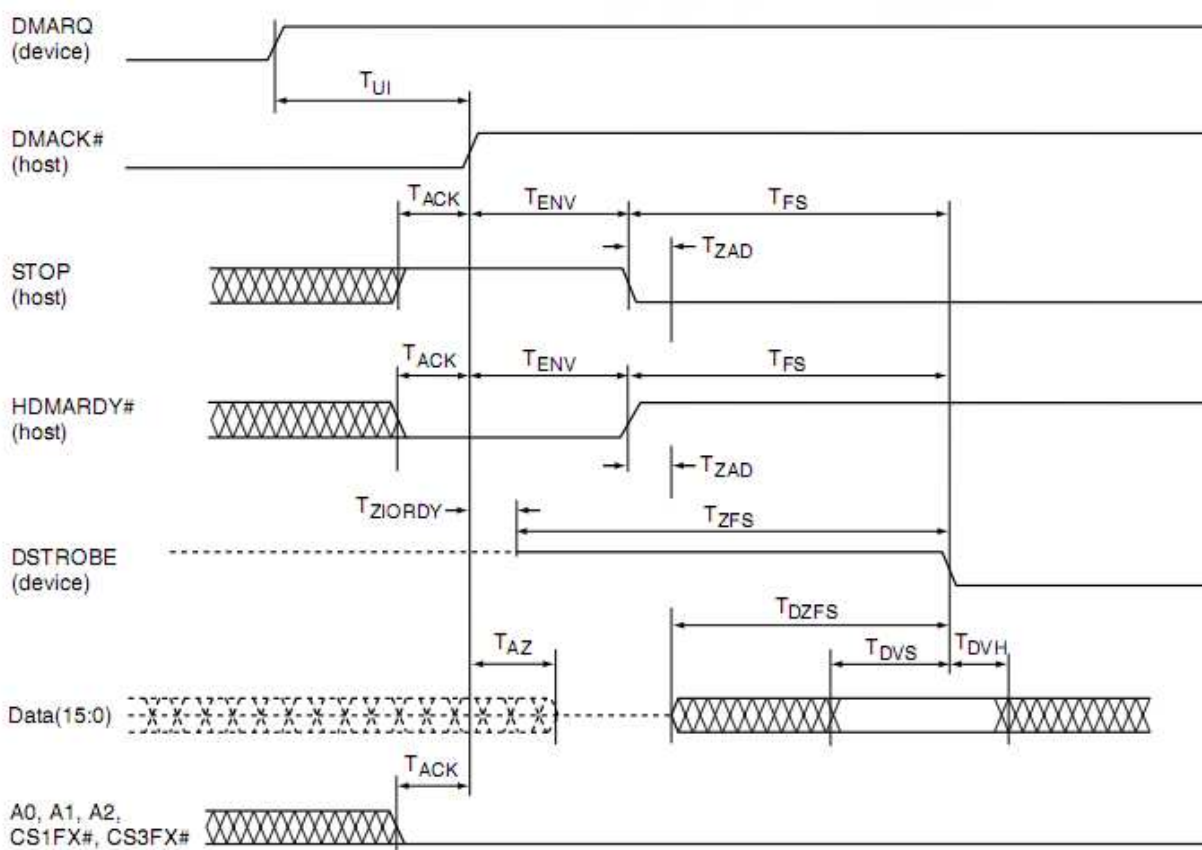 DMARQ
(device)
TUI
DMACK#
(host)
TACK
TENV
TFS
TZAD
STOP
(host)
TACK
TENV
TFS
HDMARDY#
(host)
TZAD
TZIORDY
TZFS
DSTROBE
(device)
TDZFS
TAZ
TDVS
TDVH
Data(15:0)
TACK
A0, A1, A2,
CS1FX#, CS3FX#